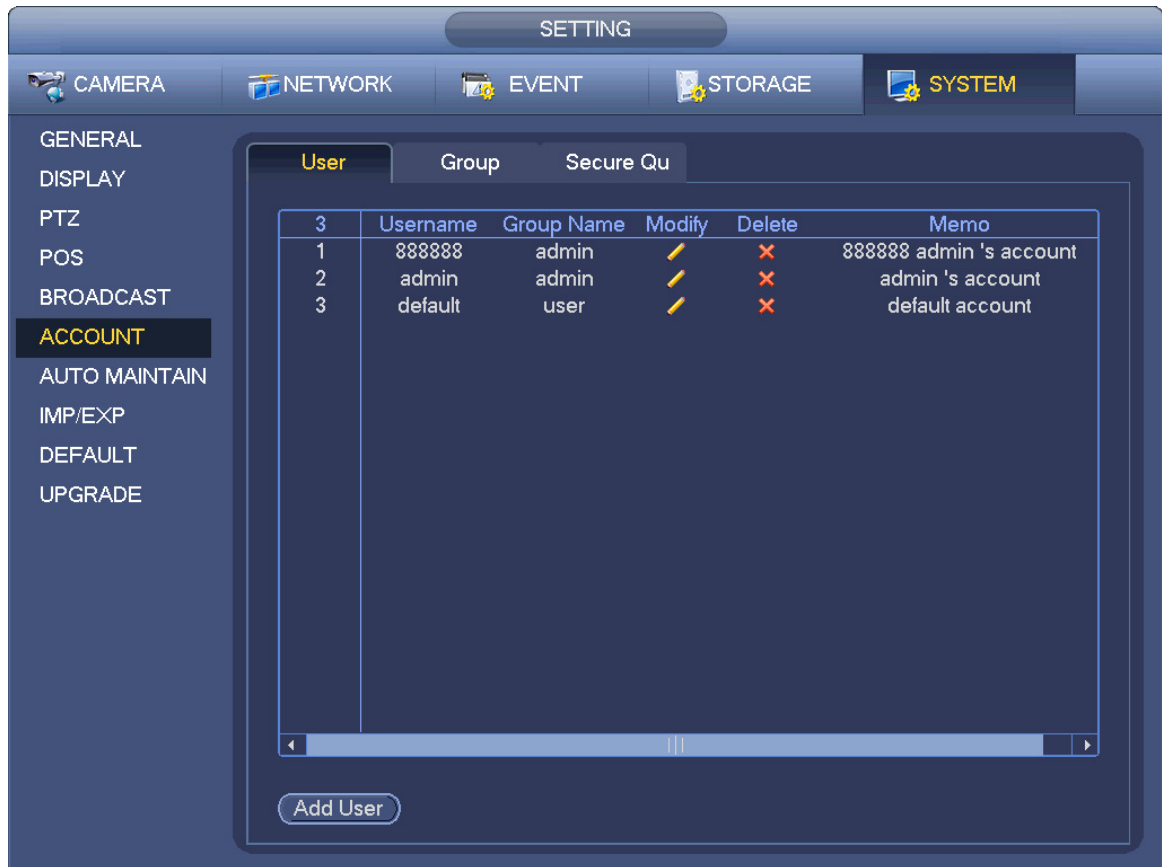 SETTING
CAMERA NETWORK EVENT STORAGE SYSTEM
GENERAL
DISPLAY
PTZ
POS
BROADCAST
ACCOUNT
AUTO MAINTAIN
IMP/EXP
DEFAULT
UPGRADE
User Group Secure Qu
3 Username Group Name Modify Delete Memo
1 888888 admin 888888 admin 's account
2 admin admin admin 's account
3 default user default account
Add User